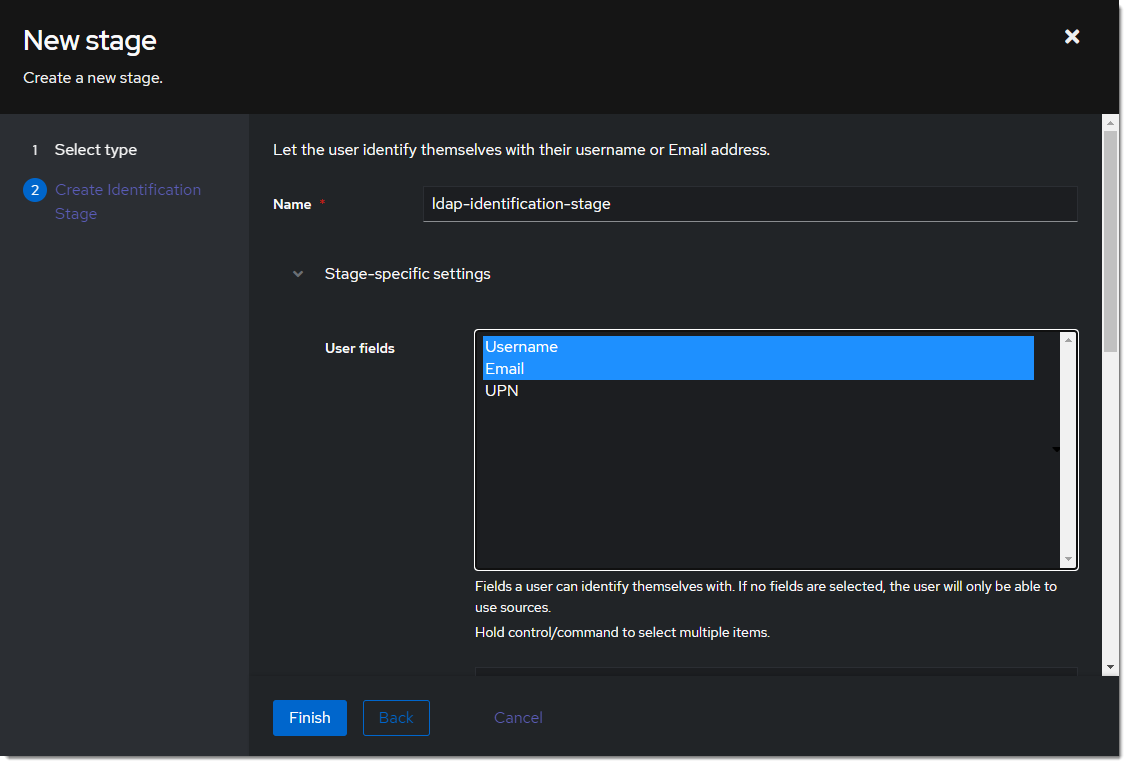 New stage
Create a new stage.
1 Select type
2 Create Identification
Stage
Let the user identify themselves with their username or Email address.
Name *
ldap-identification-stage
Stage-specific settings
User fields
Username
Email
UPN
Fields a user can identify themselves with. If no fields are selected, the user will only be able to
use sources.
Hold control/command to select multiple items.
Finish
Back
Cancel